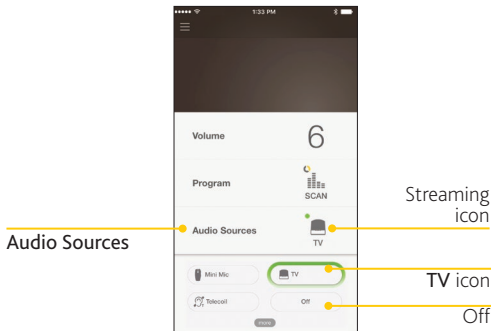 1:33 PM
Volume
6
Program
SCAN
Audio Sources
TV
Streaming
icon
Audio Sources
Mini Mic
TV
TV icon
Telecoil
Off
Off
more